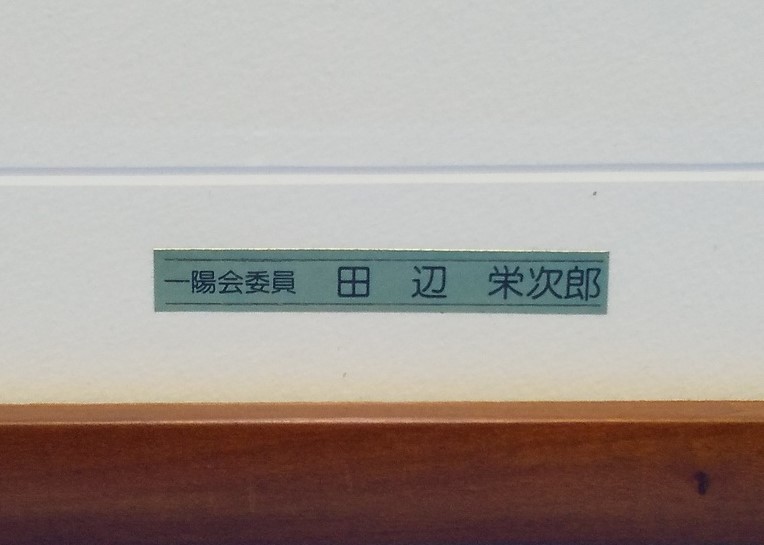 一陽会委員 田 辺 栄次郎